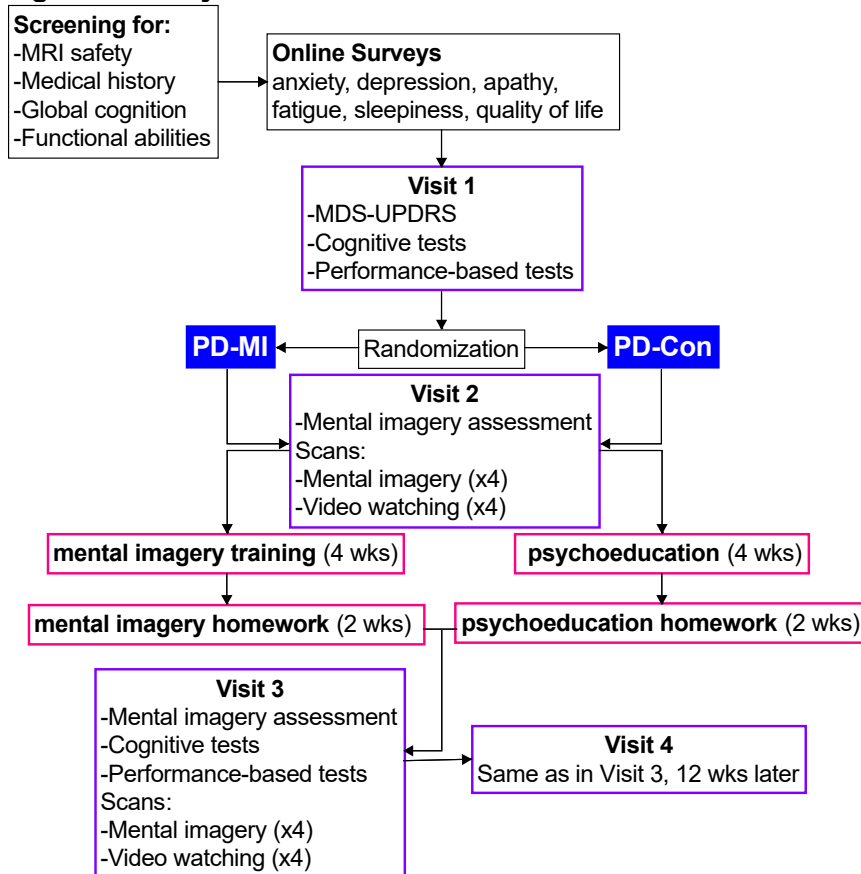 Screening for:
-MRI safety
-Medical history
-Global cognition
-Functional abilities
Online Surveys
anxiety, depression, apathy,
fatigue, sleepiness, quality of life
Visit 1
-MDS-UPDRS
-Cognitive tests
-Performance-based tests
PD-MI
Randomization
PD-Con
Visit 2
-Mental imagery assessment
Scans:
-Mental imagery (x4)
-Video watching (x4)
mental imagery training (4 wks)
psychoeducation (4 wks)
mental imagery homework (2 wks)
psychoeducation homework (2 wks)
Visit 3
-Mental imagery assessment
-Cognitive tests
-Performance-based tests
Scans:
-Mental imagery (x4)
-Video watching (x4)
Visit 4
Same as in Visit 3, 12 wks later